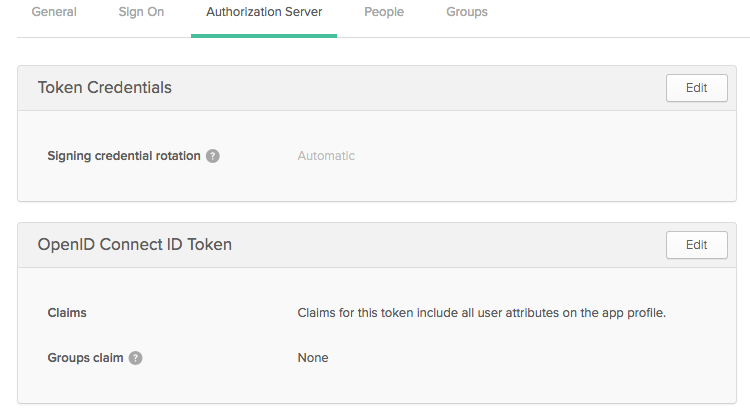 General Sign On Authorization Server People Groups
Token Credentials Edit
Signing credential rotation ? Automatic
OpenID Connect ID Token Edit
Claims Claims for this token include all user attributes on the app profile.
Groups claim ? None